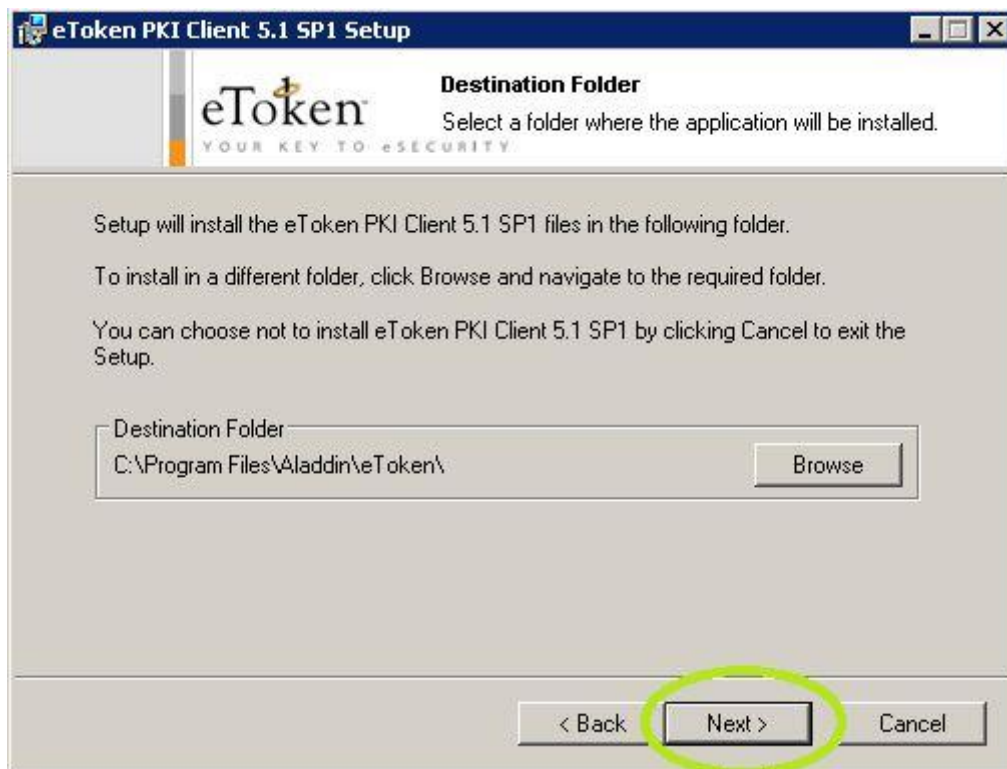 eToken PKI Client 5.1 SP1 Setup
eToken
YOUR KEY TO eSECURITY
Destination Folder
Select a folder where the application will be installed.
Setup will install the eToken PKI Client 5.1 SP1 files in the following folder.
To install in a different folder, click Browse and navigate to the required folder.
You can choose not to install eToken PKI Client 5.1 SP1 by clicking Cancel to exit the
Setup.
Destination Folder
C:\Program Files\Aladdin\eToken\
Browse
< Back
Next >
Cancel